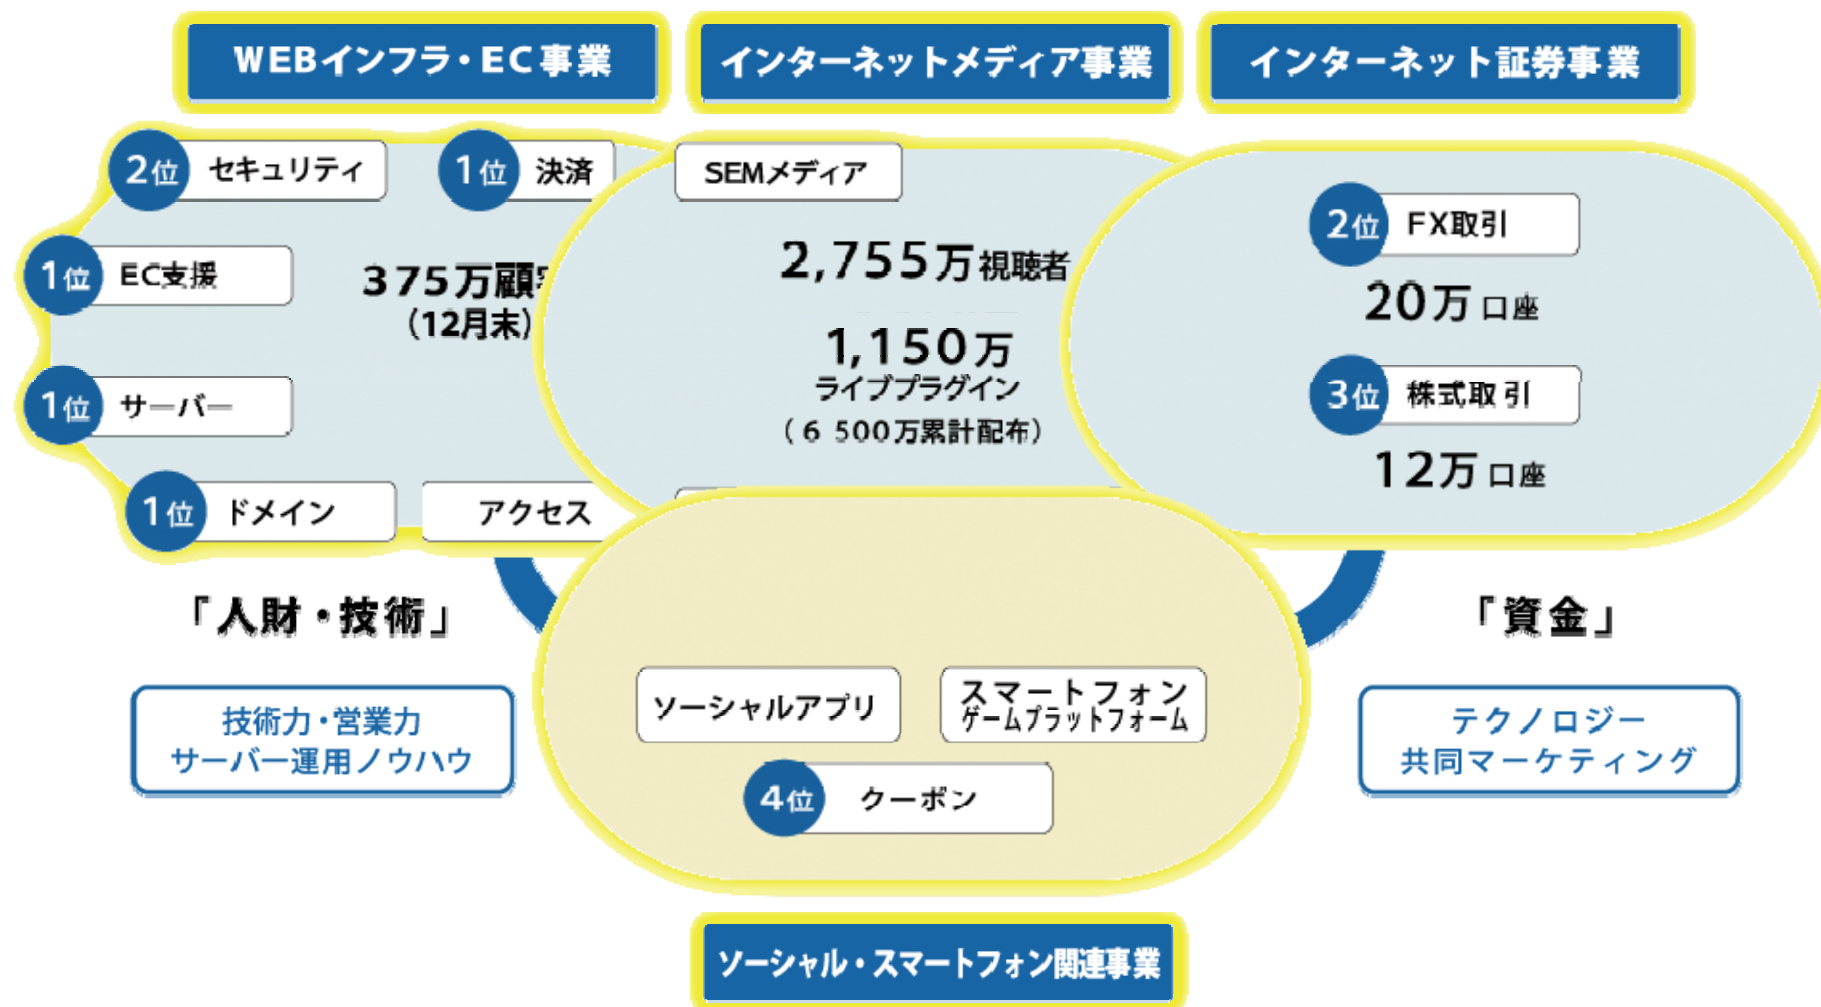 WEBインフラ・EC事業
インターネットメディア事業
インターネット証券事業
2位 セキュリティ
1位 決済
SEMメディア
1位 EC支援
375万顧客
(12月末)
1位 サーバー
1位 ドメイン
アクセス
2,755万視聴者
1,150万
ライブプラグイン
(6 500万累計配布)
2位 FX取引
20万口座
3位 株式取引
12万口座
「人財・技術」
技術力・営業力
サーバー運用ノウハウ
「資金」
テクノロジー
共同マーケティング
ソーシャルアプリ
スマートフォン
ゲームプラットフォーム
4位 クーポン
ソーシャル・スマートフォン関連事業